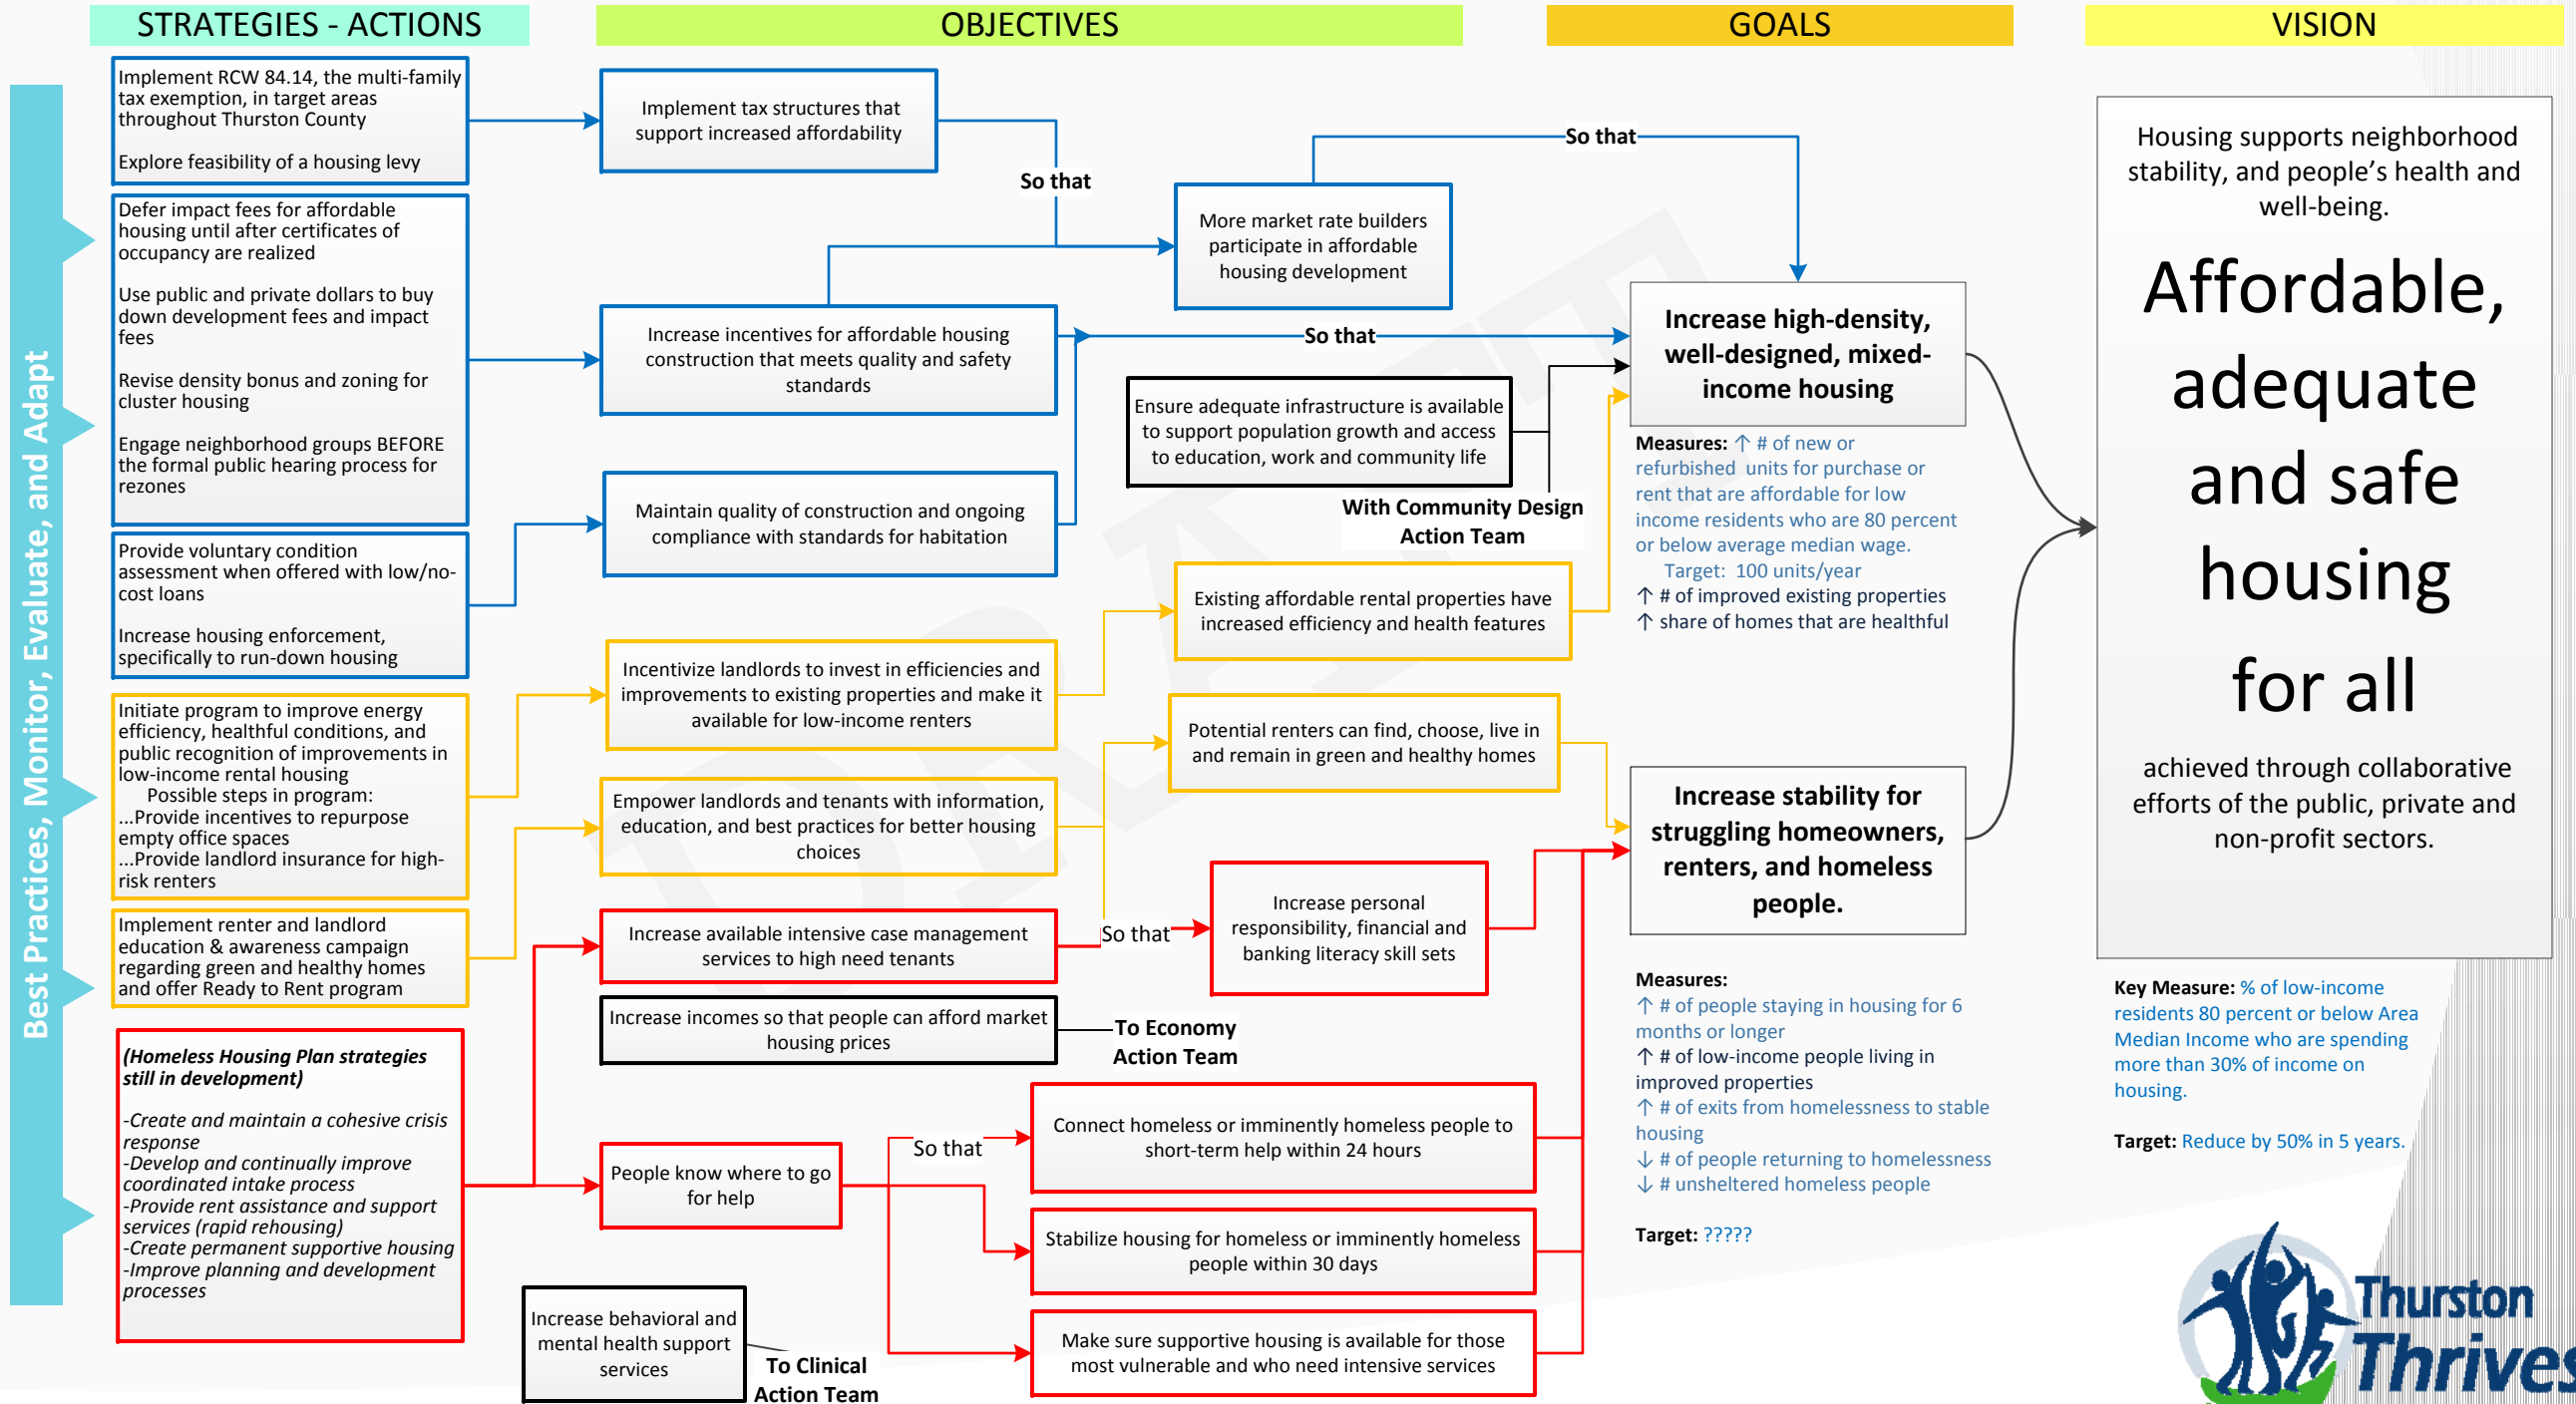 STRATEGIES - ACTIONS
OBJECTIVES
GOALS
VISION
Best Practices, Monitor, Evaluate, and Adapt
Implement RCW 84.14, the multi-family
tax exemption, in target areas
throughout Thurston County
Explore feasibility of a housing levy
Defer impact fees for affordable
housing until after certificates of
occupancy are realized
Use public and private dollars to buy
down development fees and impact
fees
Revise density bonus and zoning for
cluster housing
Engage neighborhood groups BEFORE
the formal public hearing process for
rezones
Provide voluntary condition
assessment when offered with low/no-
cost loans
Increase housing enforcement,
specifically to run-down housing
Initiate program to improve energy
efficiency, healthful conditions, and
public recognition of improvements in
low-income rental housing
Possible steps in program:
...Provide incentives to repurpose
empty office spaces
...Provide landlord insurance for high-
risk renters
Implement renter and landlord
education & awareness campaign
regarding green and healthy homes
and offer Ready to Rent program
(Homeless Housing Plan strategies
still in development)
-Create and maintain a cohesive crisis
response
-Develop and continually improve
coordinated intake process
-Provide rent assistance and support
services (rapid rehousing)
-Create permanent supportive housing
-Improve planning and development
processes
Implement tax structures that
support increased affordability
So that
More market rate builders
participate in affordable
housing development
So that
Increase incentives for affordable housing
construction that meets quality and safety
standards
So that
Ensure adequate infrastructure is available
to support population growth and access
to education, work and community life
With Community Design
Action Team
Maintain quality of construction and ongoing
compliance with standards for habitation
Existing affordable rental properties have
increased efficiency and health features
Incentivize landlords to invest in efficiencies and
improvements to existing properties and make it
available for low-income renters
Potential renters can find, choose, live in
and remain in green and healthy homes
Empower landlords and tenants with information,
education, and best practices for better housing
choices
Increase available intensive case management
services to high need tenants
So that
Increase personal
responsibility, financial and
banking literacy skill sets
Increase incomes so that people can afford market
housing prices
To Economy
Action Team
People know where to go
for help
So that
Connect homeless or imminently homeless people to
short-term help within 24 hours
Stabilize housing for homeless or imminently homeless
people within 30 days
Make sure supportive housing is available for those
most vulnerable and who need intensive services
Increase behavioral and
mental health support
services
To Clinical
Action Team
DRAFT
Increase high-density,
well-designed, mixed-
income housing
Measures: ↑ # of new or
refurbished units for purchase or
rent that are affordable for low
income residents who are 80 percent
or below average median wage.
Target: 100 units/year
↑ # of improved existing properties
↑ share of homes that are healthful
Increase stability for
struggling homeowners,
renters, and homeless
people.
Measures:
↑ # of people staying in housing for 6
months or longer
↑ # of low-income people living in
improved properties
↑ # of exits from homelessness to stable
housing
↓ # of people returning to homelessness
↓ # unsheltered homeless people
Target: ?????
Housing supports neighborhood
stability, and people’s health and
well-being.
Affordable,
adequate
and safe
housing
for all
achieved through collaborative
efforts of the public, private and
non-profit sectors.
Key Measure: % of low-income
residents 80 percent or below Area
Median Income who are spending
more than 30% of income on
housing.
Target: Reduce by 50% in 5 years.
Thurston
Thrives